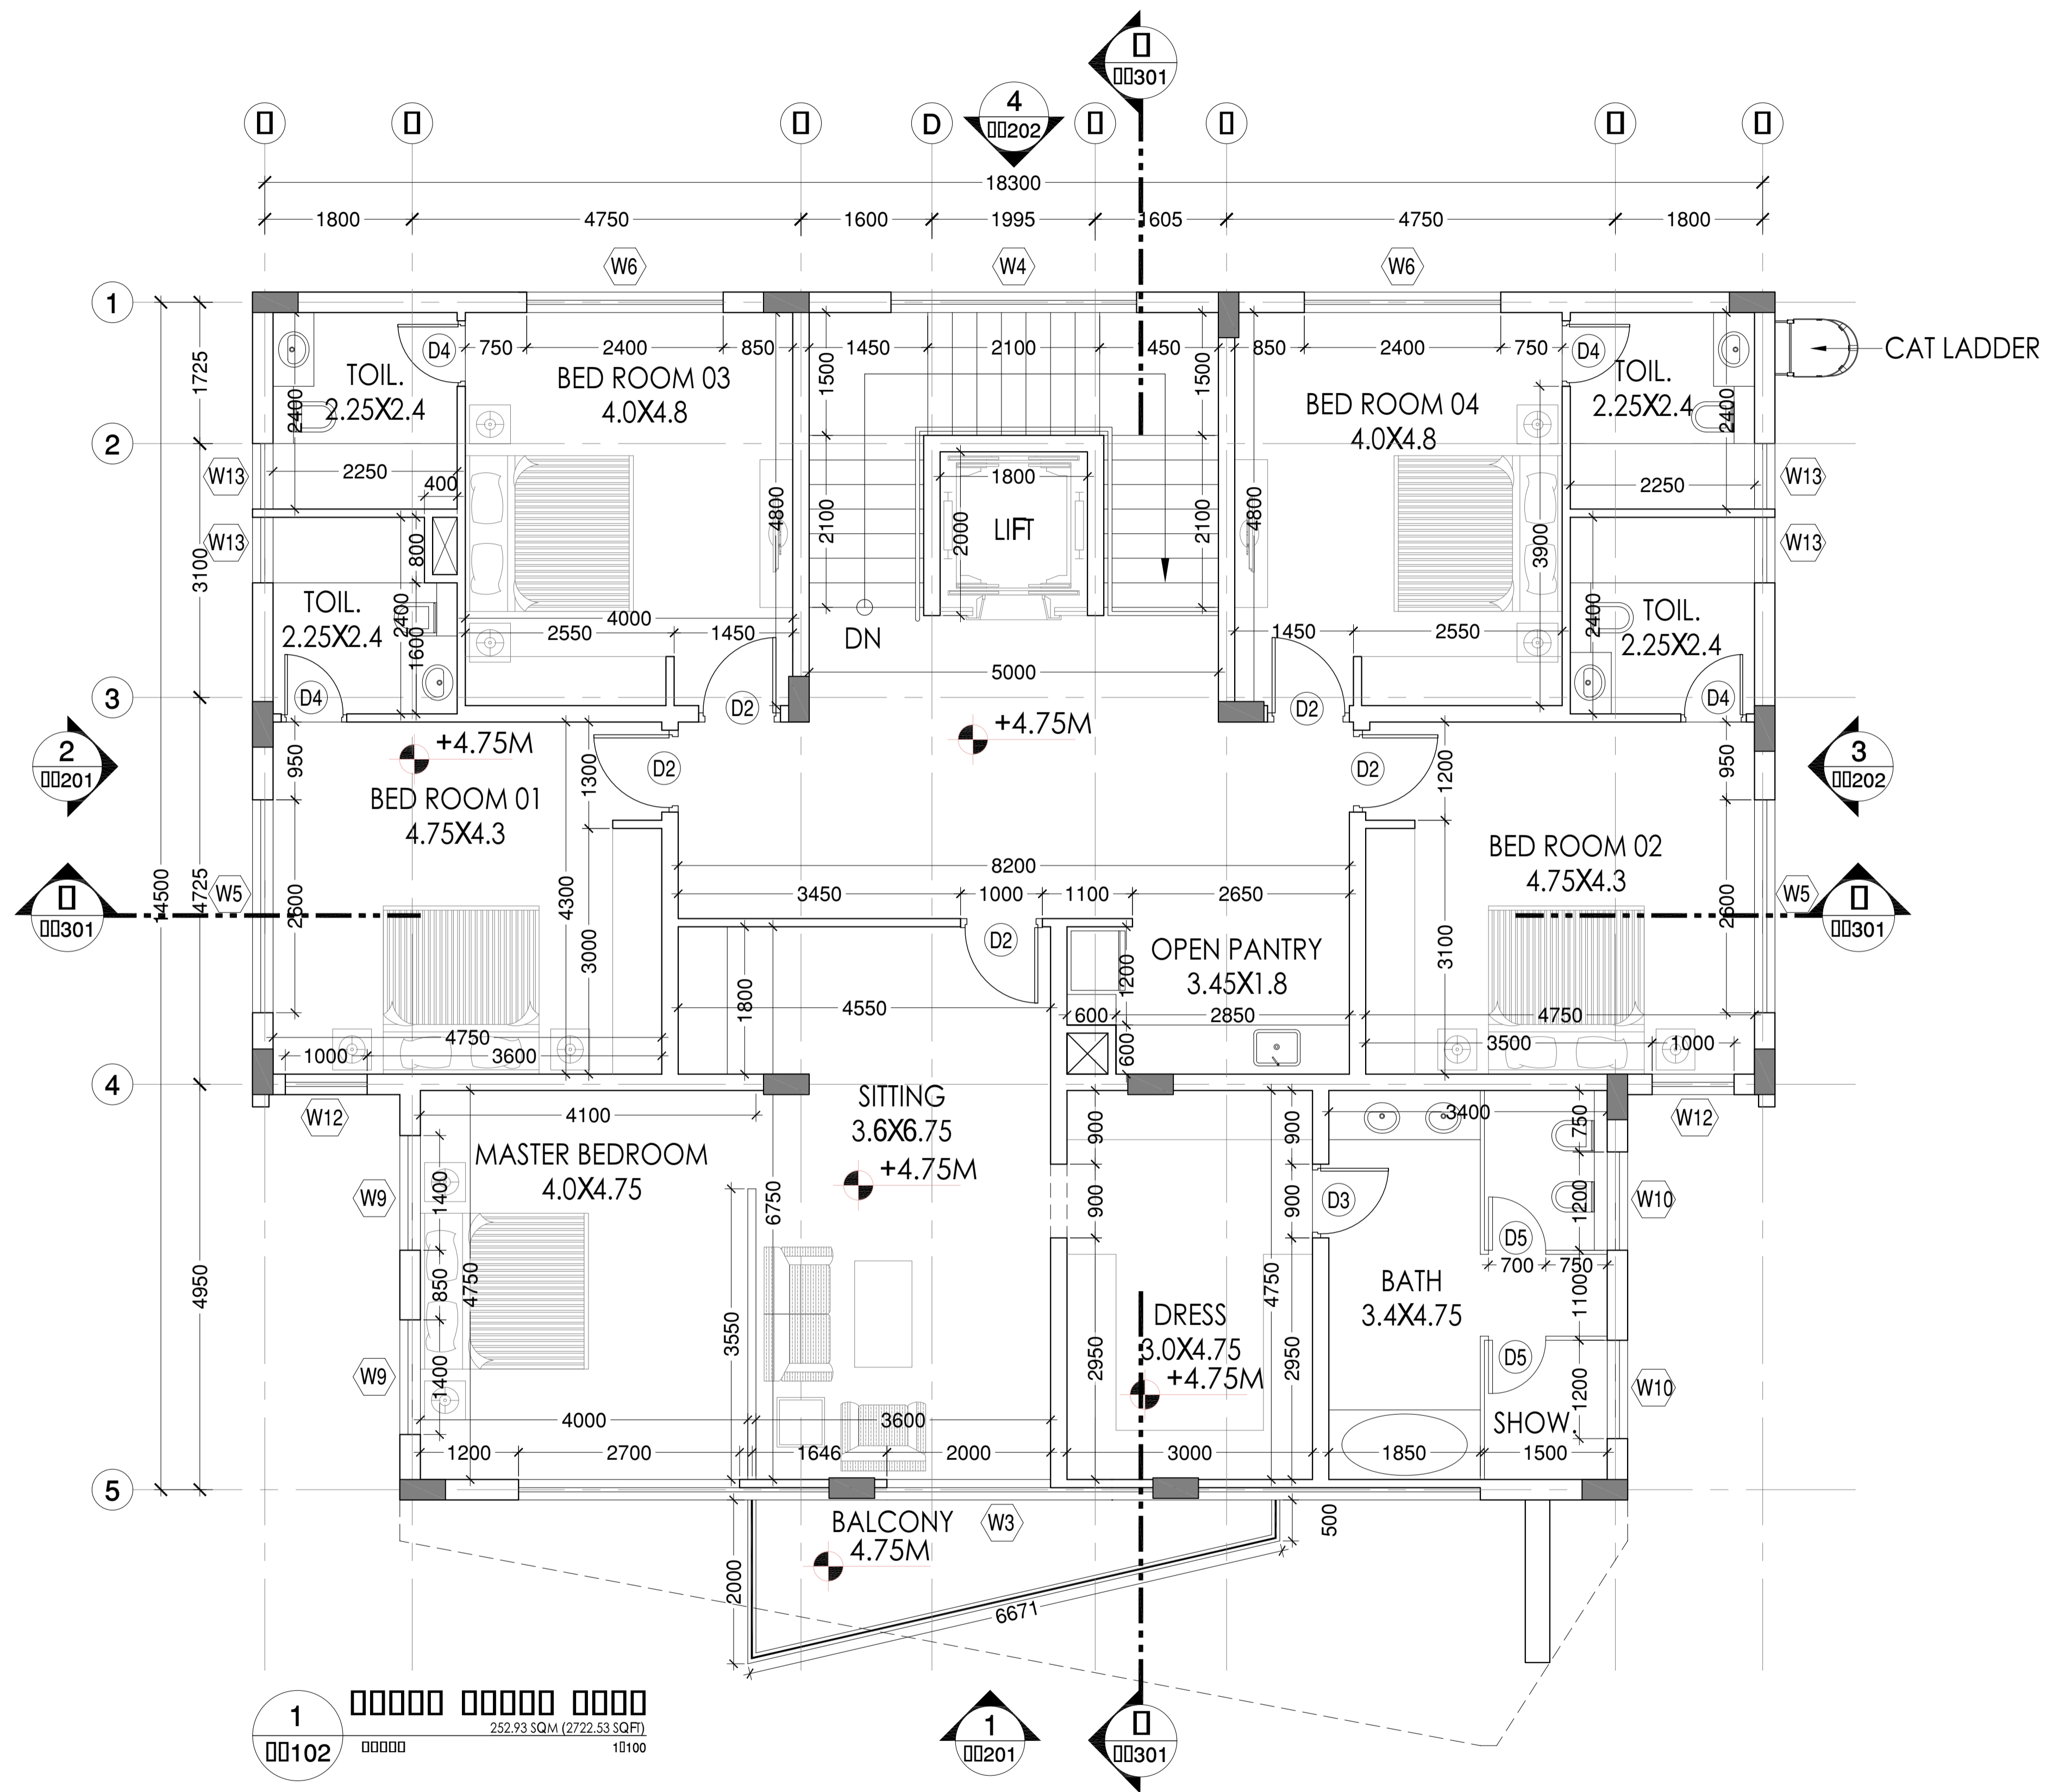 301
4
202
D
18300
1800 4750 1600 1995 1605 4750 1800
W6 W4 W6
1
1725
750 2400 850 1450 2100 450 850 2400 750
D4 D4
CAT LADDER
TOIL.
2.25X2.4
BED ROOM 03
4.0X4.8
1500 1500
BED ROOM 04
4.0X4.8
TOIL.
2.25X2.4
2400 2400
2
W13 2250 400 1800 2250 W13
4800 2100 2000 LIFT 2100 4800 3900
W13 3100 800 W13
TOIL.
2.25X2.4
2400 1600
4000
2550 1450
DN
1450 2550
2400
TOIL.
2.25X2.4
5000
3
D4 D2 D2 D4
+4.75M +4.75M
2
201
3
202
950 1300 D2 D2 1200 950
BED ROOM 01
4.75X4.3
BED ROOM 02
4.75X4.3
8200
3450 1000 1100 2650
14500 4725 W5 2600 4300 3000 3100 2600 W5
301 301
D2
OPEN PANTRY
3.45X1.8
1800 4550 1200
600 2850
4750 4750
1000 3600 600 3500 1000
4
W12 W12
4100
SITTING
3.6X6.75
+4.75M
900 900 3400 750
MASTER BEDROOM
4.0X4.75
W9 1400 6750 900 900 D3 1200 W10
D5
700 750
4950 850 4750 3550 4750 1100
BATH
3.4X4.75
DRESS
3.0X4.75
+4.75M
W9 1400 2950 2950 D5 1200 W10
SHOW.
4000 3600
1200 2700 1646 2000 3000 1850 1500
5
BALCONY
4.75M
W3 500
2000
6671
1
102
252.93 SQM (2722.53 SQFT)
100
1
201
301